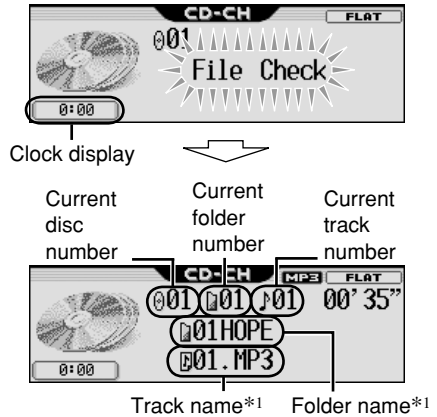 CD-CH FLAT
01
File Check
0:00
Clock display
Current disc number
Current folder number
Current track number
CD-CH MP3 FLAT
01 01 01 00'35"
01HOPE
01.MP3
0:00
Track name*1 Folder name*1